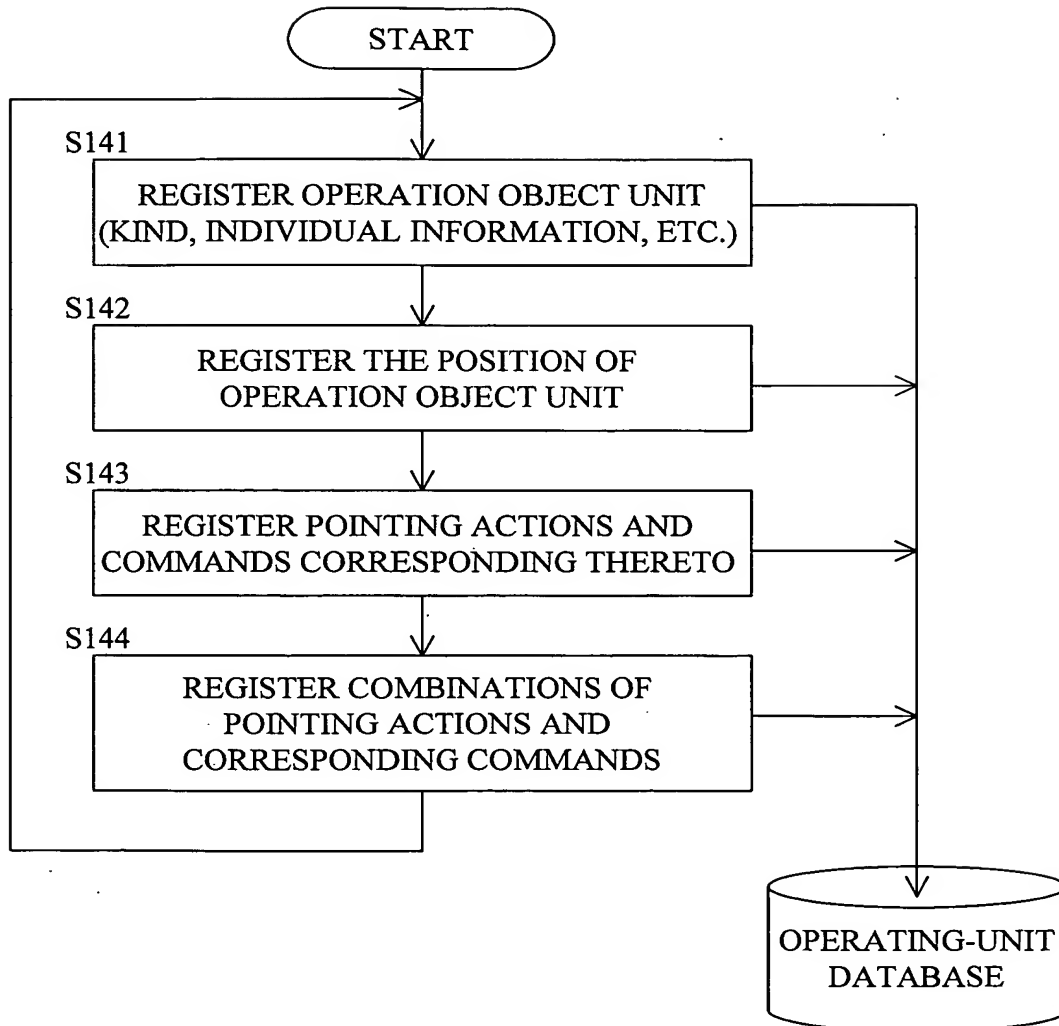 START
S141
REGISTER OPERATION OBJECT UNIT
(KIND, INDIVIDUAL INFORMATION, ETC.)
S142
REGISTER THE POSITION OF
OPERATION OBJECT UNIT
S143
REGISTER POINTING ACTIONS AND
COMMANDS CORRESPONDING THERETO
S144
REGISTER COMBINATIONS OF
POINTING ACTIONS AND
CORRESPONDING COMMANDS
OPERATING-UNIT
DATABASE